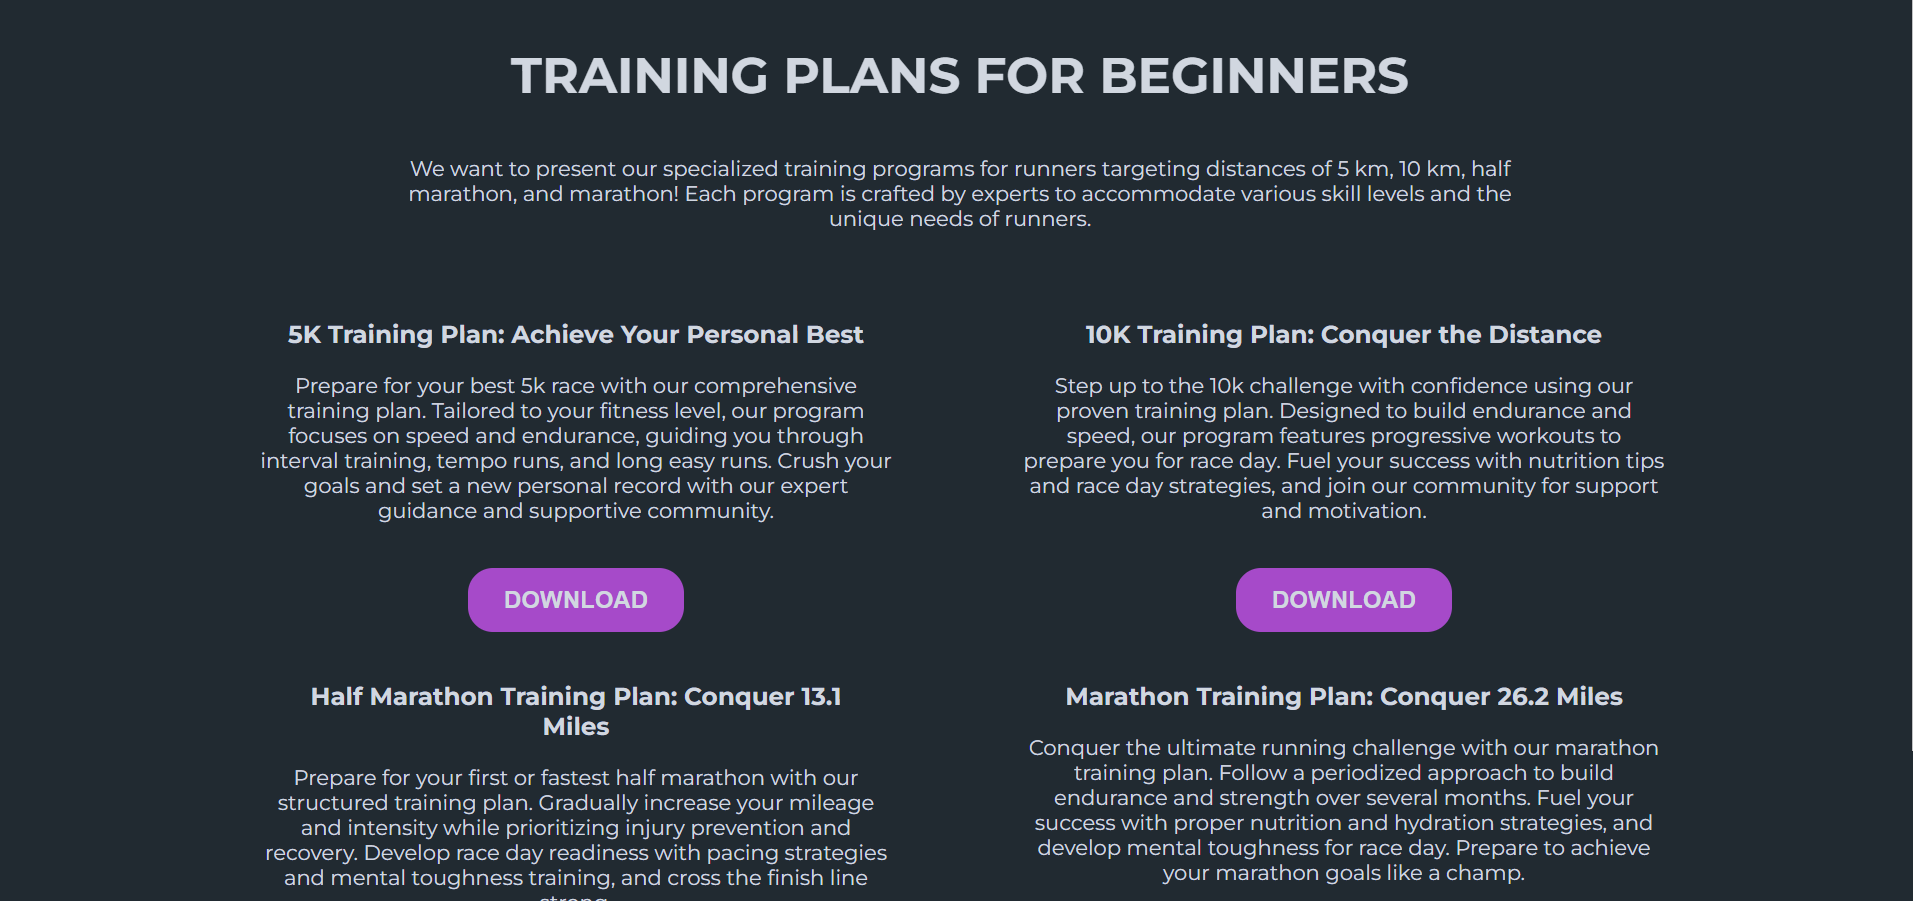 TRAINING PLANS FOR BEGINNERS
We want to present our specialized training programs for runners targeting distances of 5 km, 10 km, half
marathon, and marathon! Each program is crafted by experts to accommodate various skill levels and the
unique needs of runners.
5K Training Plan: Achieve Your Personal Best
Prepare for your best 5k race with our comprehensive
training plan. Tailored to your fitness level, our program
focuses on speed and endurance, guiding you through
interval training, tempo runs, and long easy runs. Crush your
goals and set a new personal record with our expert
guidance and supportive community.
DOWNLOAD
10K Training Plan: Conquer the Distance
Step up to the 10k challenge with confidence using our
proven training plan. Designed to build endurance and
speed, our program features progressive workouts to
prepare you for race day. Fuel your success with nutrition tips
and race day strategies, and join our community for support
and motivation.
DOWNLOAD
Half Marathon Training Plan: Conquer 13.1
Miles
Prepare for your first or fastest half marathon with our
structured training plan. Gradually increase your mileage
and intensity while prioritizing injury prevention and
recovery. Develop race day readiness with pacing strategies
and mental toughness training, and cross the finish line
Marathon Training Plan: Conquer 26.2 Miles
Conquer the ultimate running challenge with our marathon
training plan. Follow a periodized approach to build
endurance and strength over several months. Fuel your
success with proper nutrition and hydration strategies, and
develop mental toughness for race day. Prepare to achieve
your marathon goals like a champ.